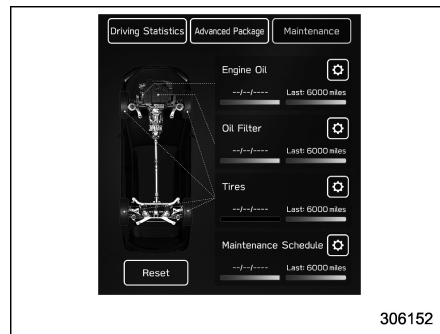 Driving Statistics Advanced Package Maintenance
Engine Oil
--/--/---- Last: 6000 miles
Oil Filter
--/--/---- Last: 6000 miles
Tires
--/--/---- Last: 6000 miles
Maintenance Schedule
--/--/---- Last: 6000 miles
Reset
306152